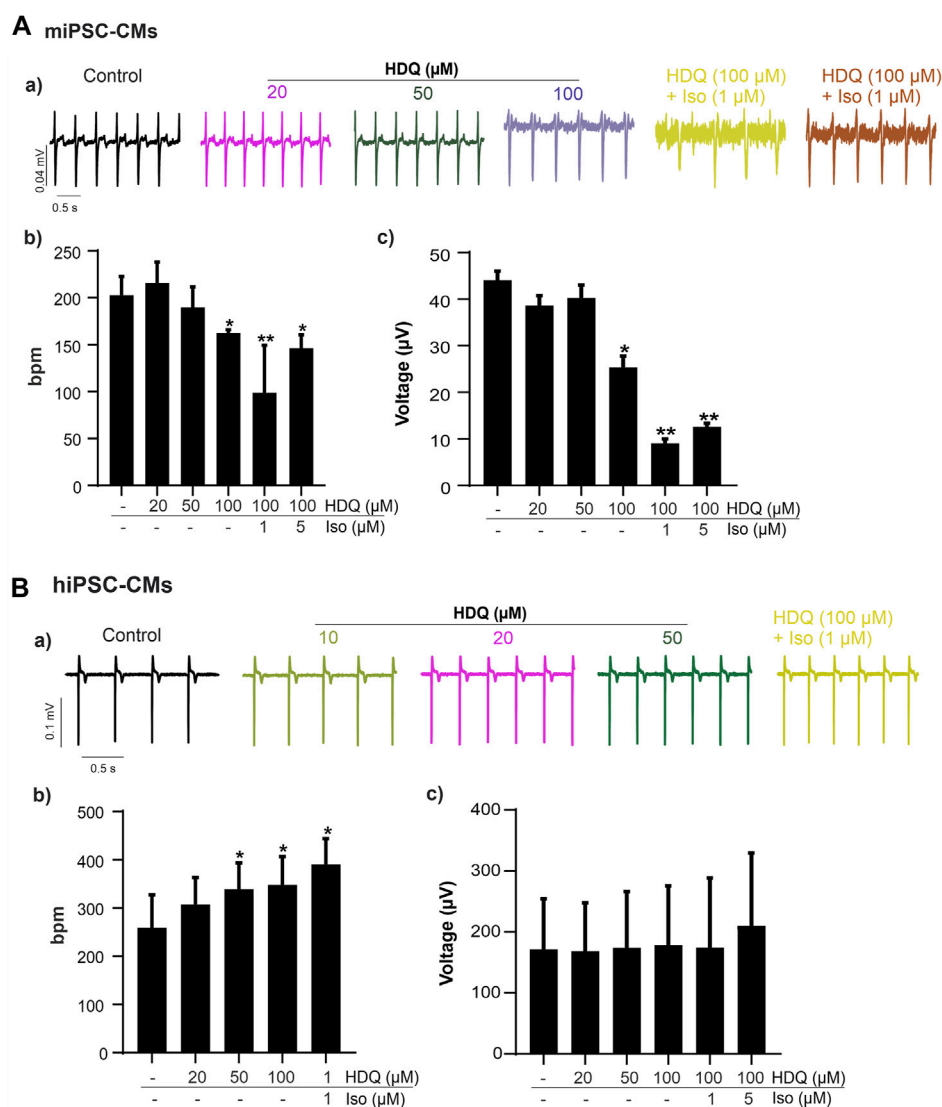 A miPSC-CMs
a) Control
HDQ (µM)
20 50 100
HDQ (100 µM)
+ Iso (1 µM)
HDQ (100 µM)
+ Iso (1 µM)
0.04 mV
0.5 s
b)
250
200
150
100
50
0
bpm
* ** *
- 20 50 100 100 100 HDQ (µM)
- - - - 1 5 Iso (µM)
c)
50
40
30
20
10
0
Voltage (µV)
* ** **
- 20 50 100 100 100 HDQ (µM)
- - - - 1 5 Iso (µM)
B hiPSC-CMs
a) Control
HDQ (µM)
10 20 50
HDQ (100 µM)
+ Iso (1 µM)
0.1 mV
0.5 s
b)
500
400
300
200
100
0
bpm
* * *
- 20 50 100 1 HDQ (µM)
- - - - 1 Iso (µM)
c)
400
300
200
100
0
Voltage (µV)
- 20 50 100 100 100 HDQ (µM)
- - - - 1 5 Iso (µM)